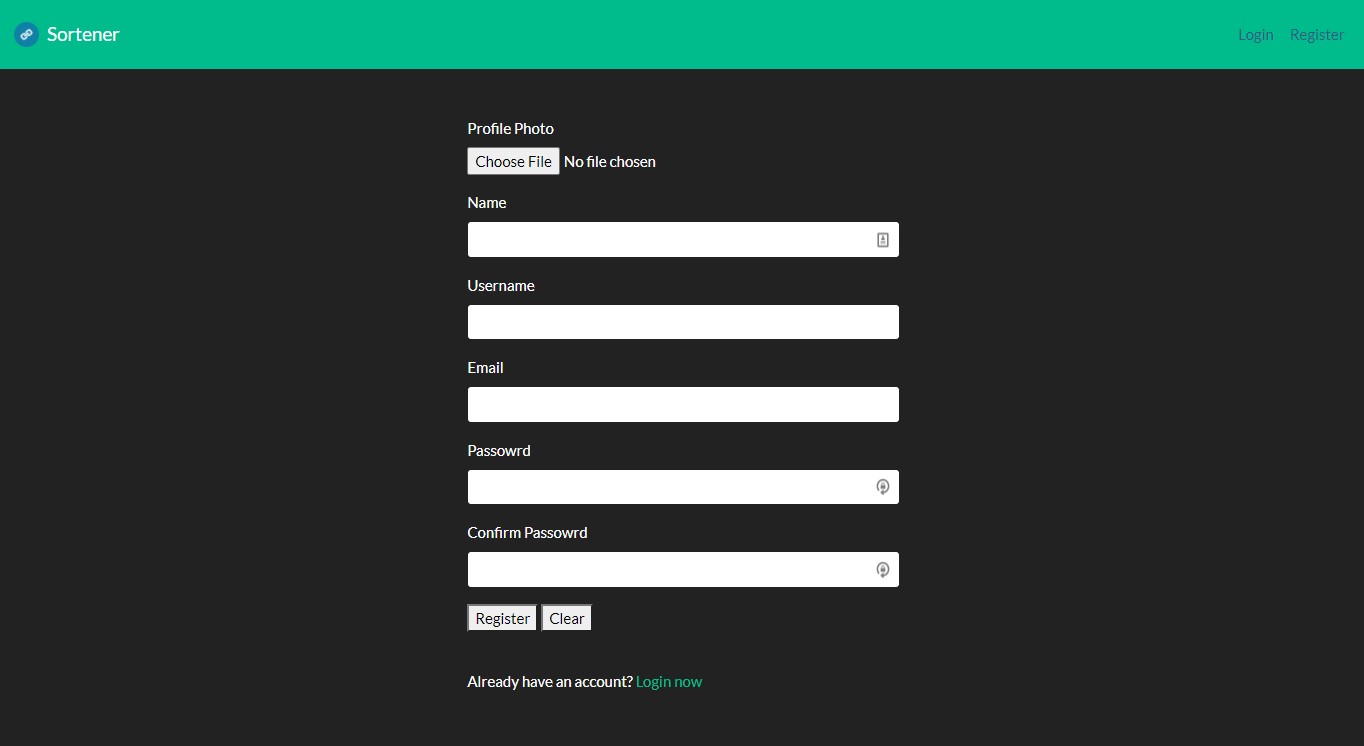 Sortener
Login Register
Profile Photo
Choose File No file chosen
Name
Username
Email
Passowrd
Confirm Passowrd
Register Clear
Already have an account? Login now